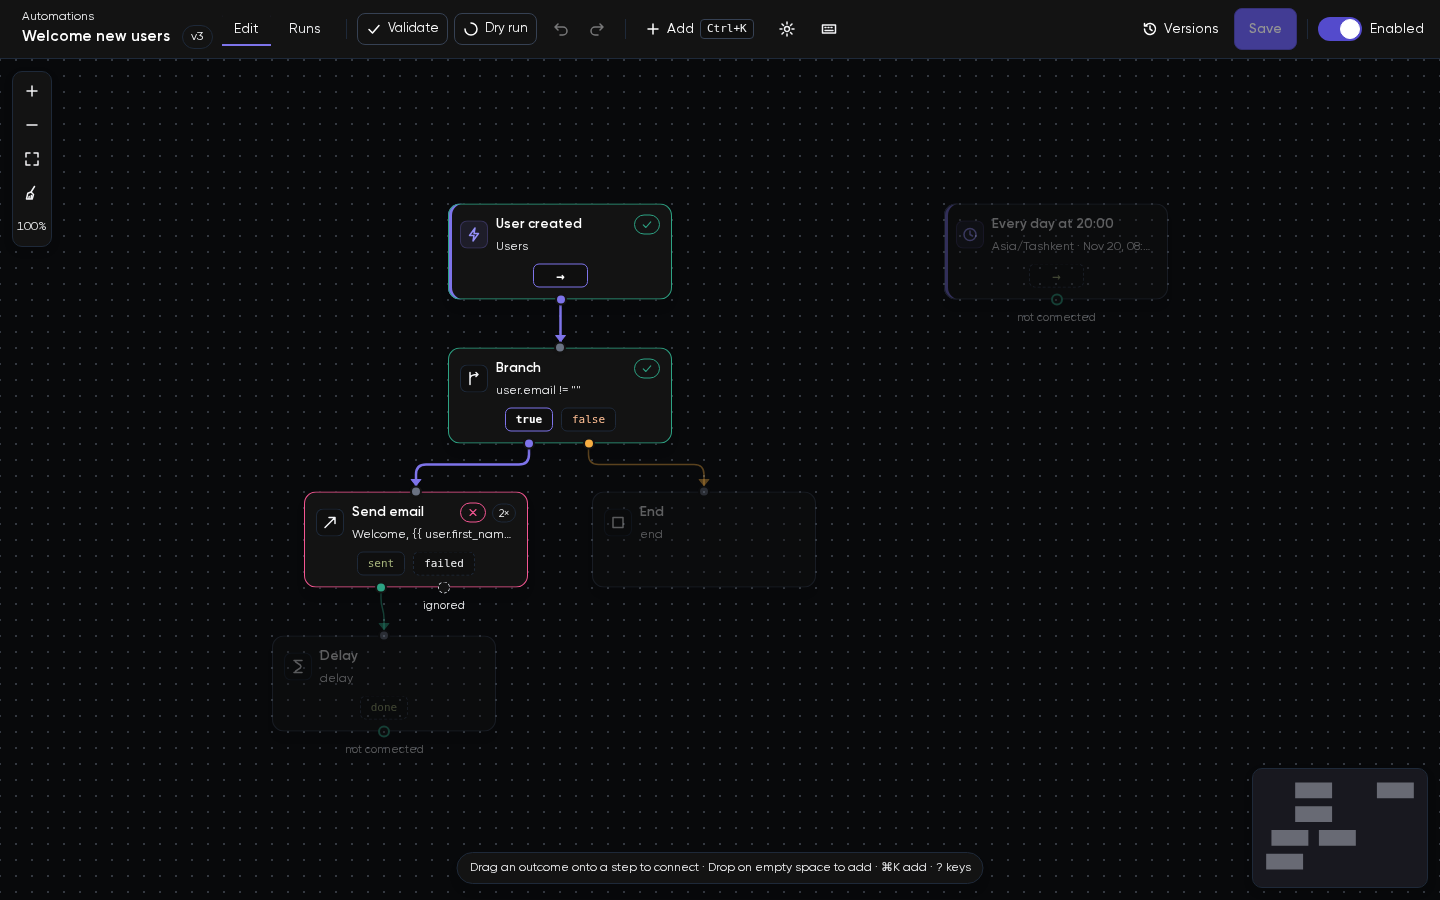 Automations
Welcome new users v3
Edit
Runs
Validate
Dry run
Add Ctrl+K
Versions
Save
Enabled
100%
User created
Users
→
Every day at 20:00
Asia/Tashkent · Nov 20, 08:...
→
not connected
Branch
user.email != ""
true
false
Send email
2×
Welcome, {{ user.first_nam...
sent
failed
ignored
End
end
Delay
delay
done
not connected
Drag an outcome onto a step to connect · Drop on empty space to add · ⌘K add · ? keys